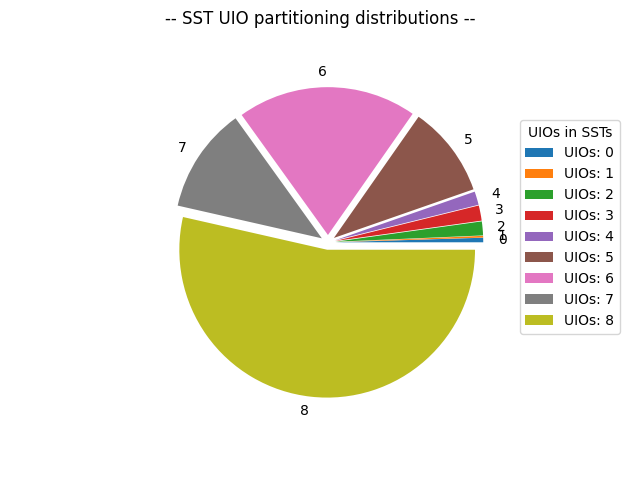 -- SST UIO partitioning distributions --
6
7
5
4
3
2
1
0
8
UIOs in SSTs
UIOs: 0
UIOs: 1
UIOs: 2
UIOs: 3
UIOs: 4
UIOs: 5
UIOs: 6
UIOs: 7
UIOs: 8